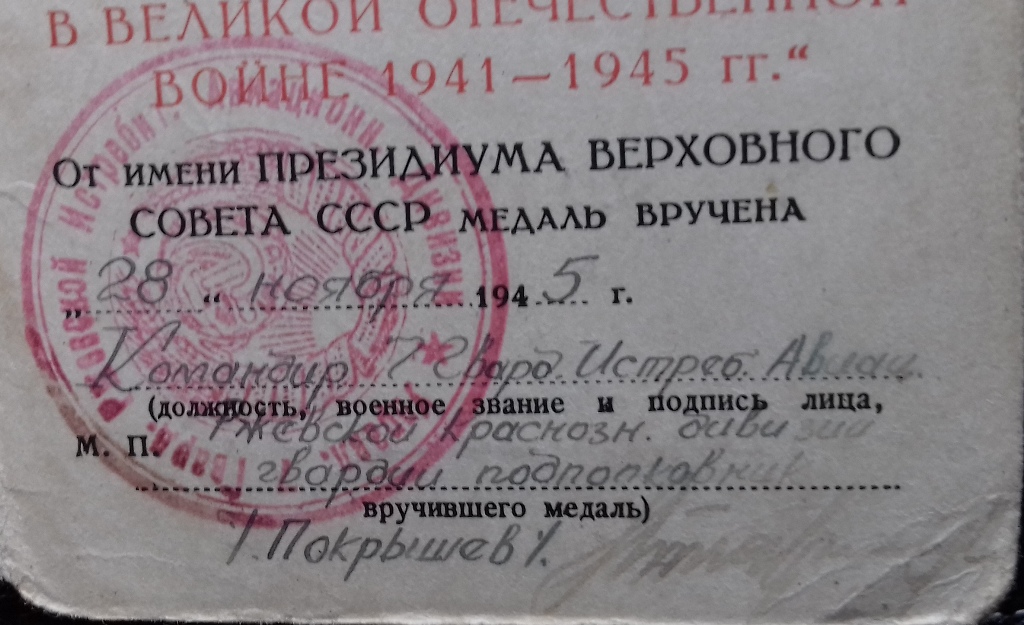 В ВЕЛИКОЙ ОТЕЧЕСТВЕННОЙ
ВОЙНЕ 1941—1945 гг.“
От имени ПРЕЗИДИУМА ВЕРХОВНОГО
СОВЕТА СССР МЕДАЛЬ ВРУЧЕНА
„ 28 “ ноября 1945 г.
Командир 7 Гвард. Истреб. Авиац.
(должность, военное звание и подпись лица,
Ржевской краснозн. дивизии
М. П.
гвардии подполковник
вручившего медаль)
/. Покрышев /.